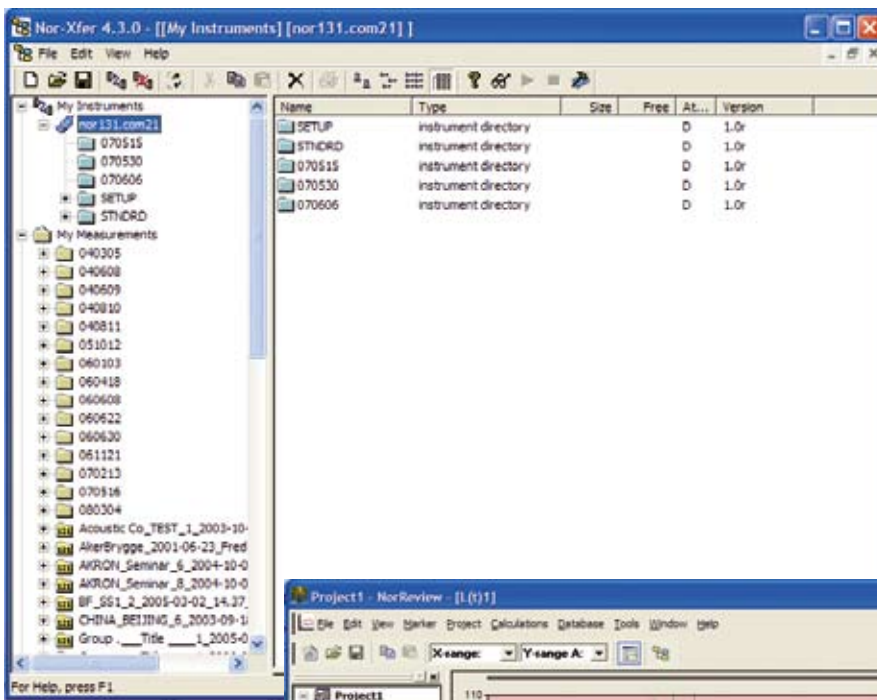 Nor-Xfer 4.3.0 - [[My Instruments] [nor131.com21] ]
File Edit View Help
My Instruments
nor131.com21
070515
070530
070606
SETUP
STNDRD
My Measurements
040305
040608
040609
040810
040811
051012
060103
060418
060608
060622
060630
061121
070213
070516
080304
Acoustic Co_TEST_1_2003-10-
AkerBrygge_2001-06-23_Fred
AKRON_Seminar_6_2004-10-0
AKRON_Seminar_8_2004-10-0
BF_SS1_2_2005-03-02_14.37_
CHINA_BEIJING_6_2003-09-1
Group .___Title ____1_2005-0
For Help, press F1
Name Type Size Free At... Version
SETUP instrument directory D 1.0r
STNDRD instrument directory D 1.0r
070515 instrument directory D 1.0r
070530 instrument directory D 1.0r
070606 instrument directory D 1.0r
Project1 - NorReview - [L(t)1]
File Edit View Marker Project Calculations Database Tools Window Help
X-range: Y-range A:
Project1
110